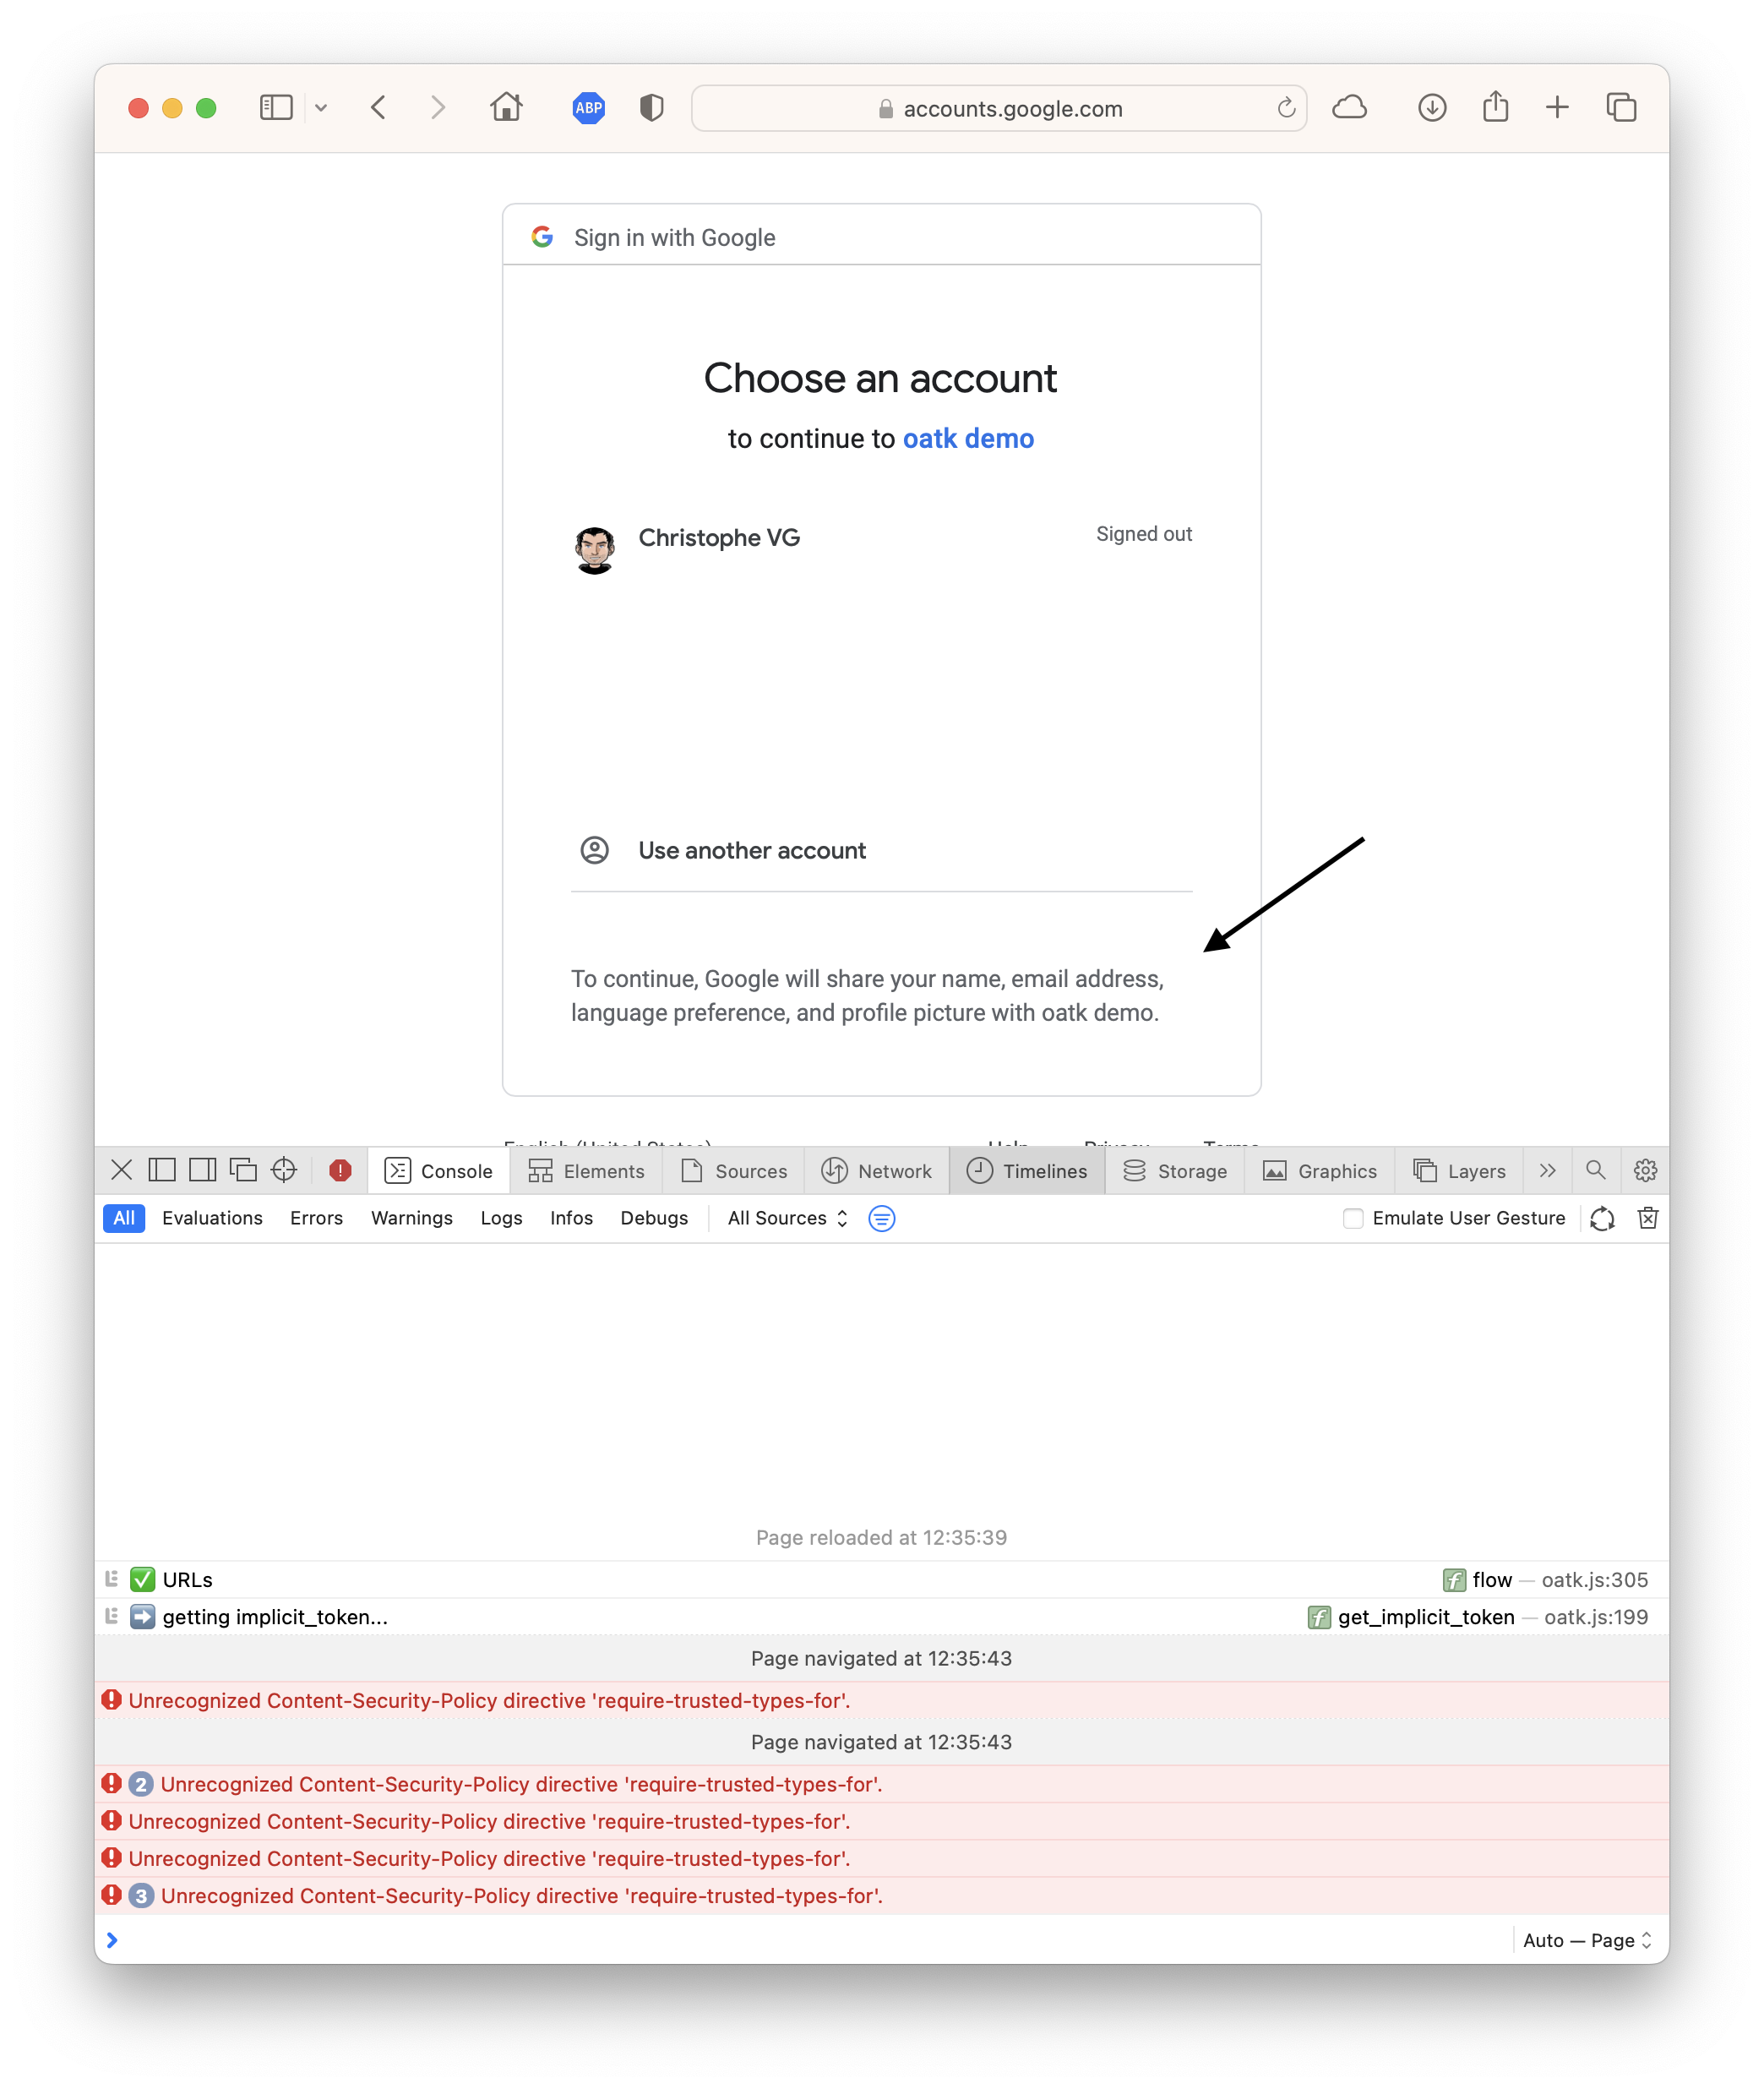 ABP
accounts.google.com
Sign in with Google
Choose an account
to continue to oatk demo
Christophe VG
Signed out
Use another account
To continue, Google will share your name, email address,
language preference, and profile picture with oatk demo.
English (United States) Help Privacy Terms
Console Elements Sources Network Timelines Storage Graphics Layers
All Evaluations Errors Warnings Logs Infos Debugs All Sources Emulate User Gesture
Page reloaded at 12:35:39
URLs f flow — oatk.js:305
getting implicit_token... f get_implicit_token — oatk.js:199
Page navigated at 12:35:43
Unrecognized Content-Security-Policy directive 'require-trusted-types-for'.
Page navigated at 12:35:43
2 Unrecognized Content-Security-Policy directive 'require-trusted-types-for'.
Unrecognized Content-Security-Policy directive 'require-trusted-types-for'.
Unrecognized Content-Security-Policy directive 'require-trusted-types-for'.
3 Unrecognized Content-Security-Policy directive 'require-trusted-types-for'.
Auto — Page